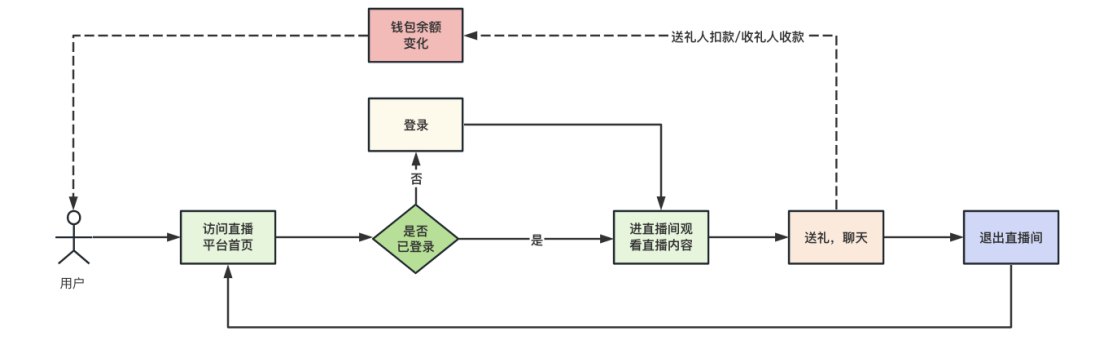 钱包余额
变化
送礼人扣款/收礼人收款
登录
否
用户
访问直播
平台首页
是否
已登录
是
进直播间观
看直播内容
送礼，聊天
退出直播间